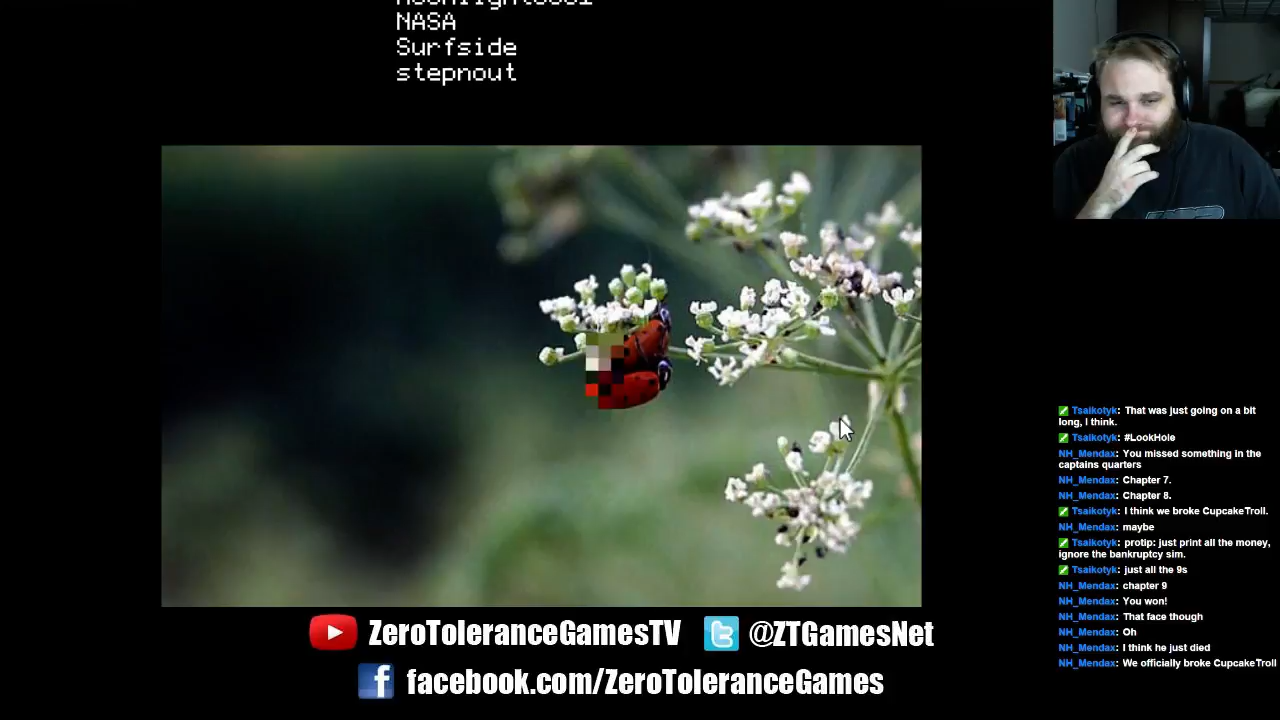 NASA
Surfside
stepnout
ZeroToleranceGamesTV
@ZTGamesNet
facebook.com/ZeroToleranceGames
Tsaikotyk: That was just going on a bit
long, I think.
Tsaikotyk: #LookHole
NH_Mendax: You missed something in the
captains quarters
NH_Mendax: Chapter 7.
NH_Mendax: Chapter 8.
Tsaikotyk: I think we broke CupcakeTroll.
NH_Mendax: maybe
Tsaikotyk: protip: just print all the money,
ignore the bankruptcy sim.
Tsaikotyk: just all the 9s
NH_Mendax: chapter 9
NH_Mendax: You won!
NH_Mendax: That face though
NH_Mendax: Oh
NH_Mendax: I think he just died
NH_Mendax: We officially broke CupcakeTroll